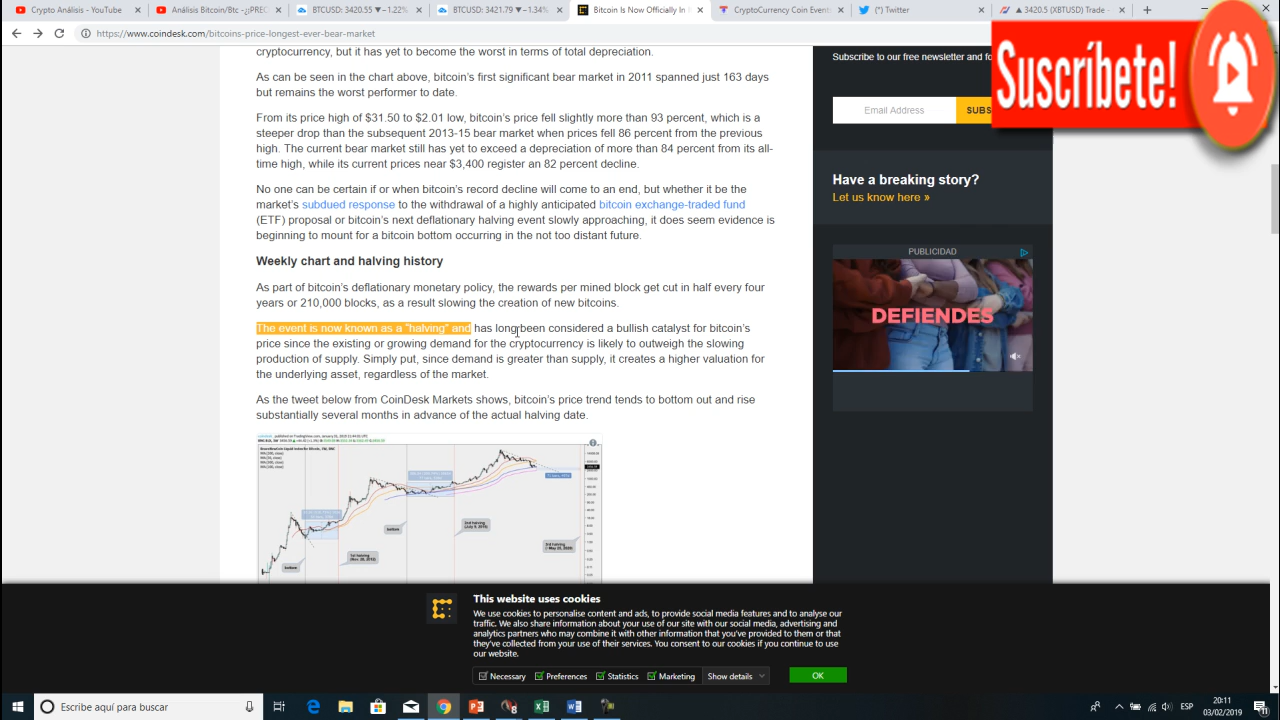 Crypto Análisis - YouTube
Análisis Bitcoin/Btc -¿¡PREC
BTCUSD: 3420.55 ▼−1.22%
BTCUSD: 3421.79 ▼−1.34%
Bitcoin Is Now Officially In I
CryptoCurrency Coin Events
(*) Twitter
3420.5 (XBTUSD) Trade -
https://www.coindesk.com/bitcoins-price-longest-ever-bear-market
cryptocurrency, but it has yet to become the worst in terms of total depreciation.
As can be seen in the chart above, bitcoin's first significant bear market in 2011 spanned just 163 days
but remains the worst performer to date.
From its price high of $31.50 to $2.01 low, bitcoin's price fell slightly more than 93 percent, which is a
steeper drop than the subsequent 2013-15 bear market when prices fell 86 percent from the previous
high. The current bear market still has yet to exceed a depreciation of more than 84 percent from its all-
time high, while its current prices near $3,400 register an 82 percent decline.
No one can be certain if or when bitcoin's record decline will come to an end, but whether it be the
market's subdued response to the withdrawal of a highly anticipated bitcoin exchange-traded fund
(ETF) proposal or bitcoin's next deflationary halving event slowly approaching, it does seem evidence is
beginning to mount for a bitcoin bottom occurring in the not too distant future.
Weekly chart and halving history
As part of bitcoin's deflationary monetary policy, the rewards per mined block get cut in half every four
years or 210,000 blocks, as a result slowing the creation of new bitcoins.
The event is now known as a "halving" and has long been considered a bullish catalyst for bitcoin's
price since the existing or growing demand for the cryptocurrency is likely to outweigh the slowing
production of supply. Simply put, since demand is greater than supply, it creates a higher valuation for
the underlying asset, regardless of the market.
As the tweet below from CoinDesk Markets shows, bitcoin's price trend tends to bottom out and rise
substantially several months in advance of the actual halving date.
bottom
1st halving
(Nov. 28, 2012)
bottom
2nd halving
(July 9, 2016)
3rd halving
Subscribe to our free newsletter and fo
Email Address
SUBS
Suscríbete!
Have a breaking story?
Let us know here »
PUBLICIDAD
DEFIENDES
This website uses cookies
We use cookies to personalise content and ads, to provide social media features and to analyse our
traffic. We also share information about your use of our site with our social media, advertising and
analytics partners who may combine it with other information that you've provided to them or that
they've collected from your use of their services. You consent to our cookies if you continue to use
our website.
Necessary
Preferences
Statistics
Marketing
Show details
OK
Escribe aquí para buscar
ESP
20:11
03/02/2019